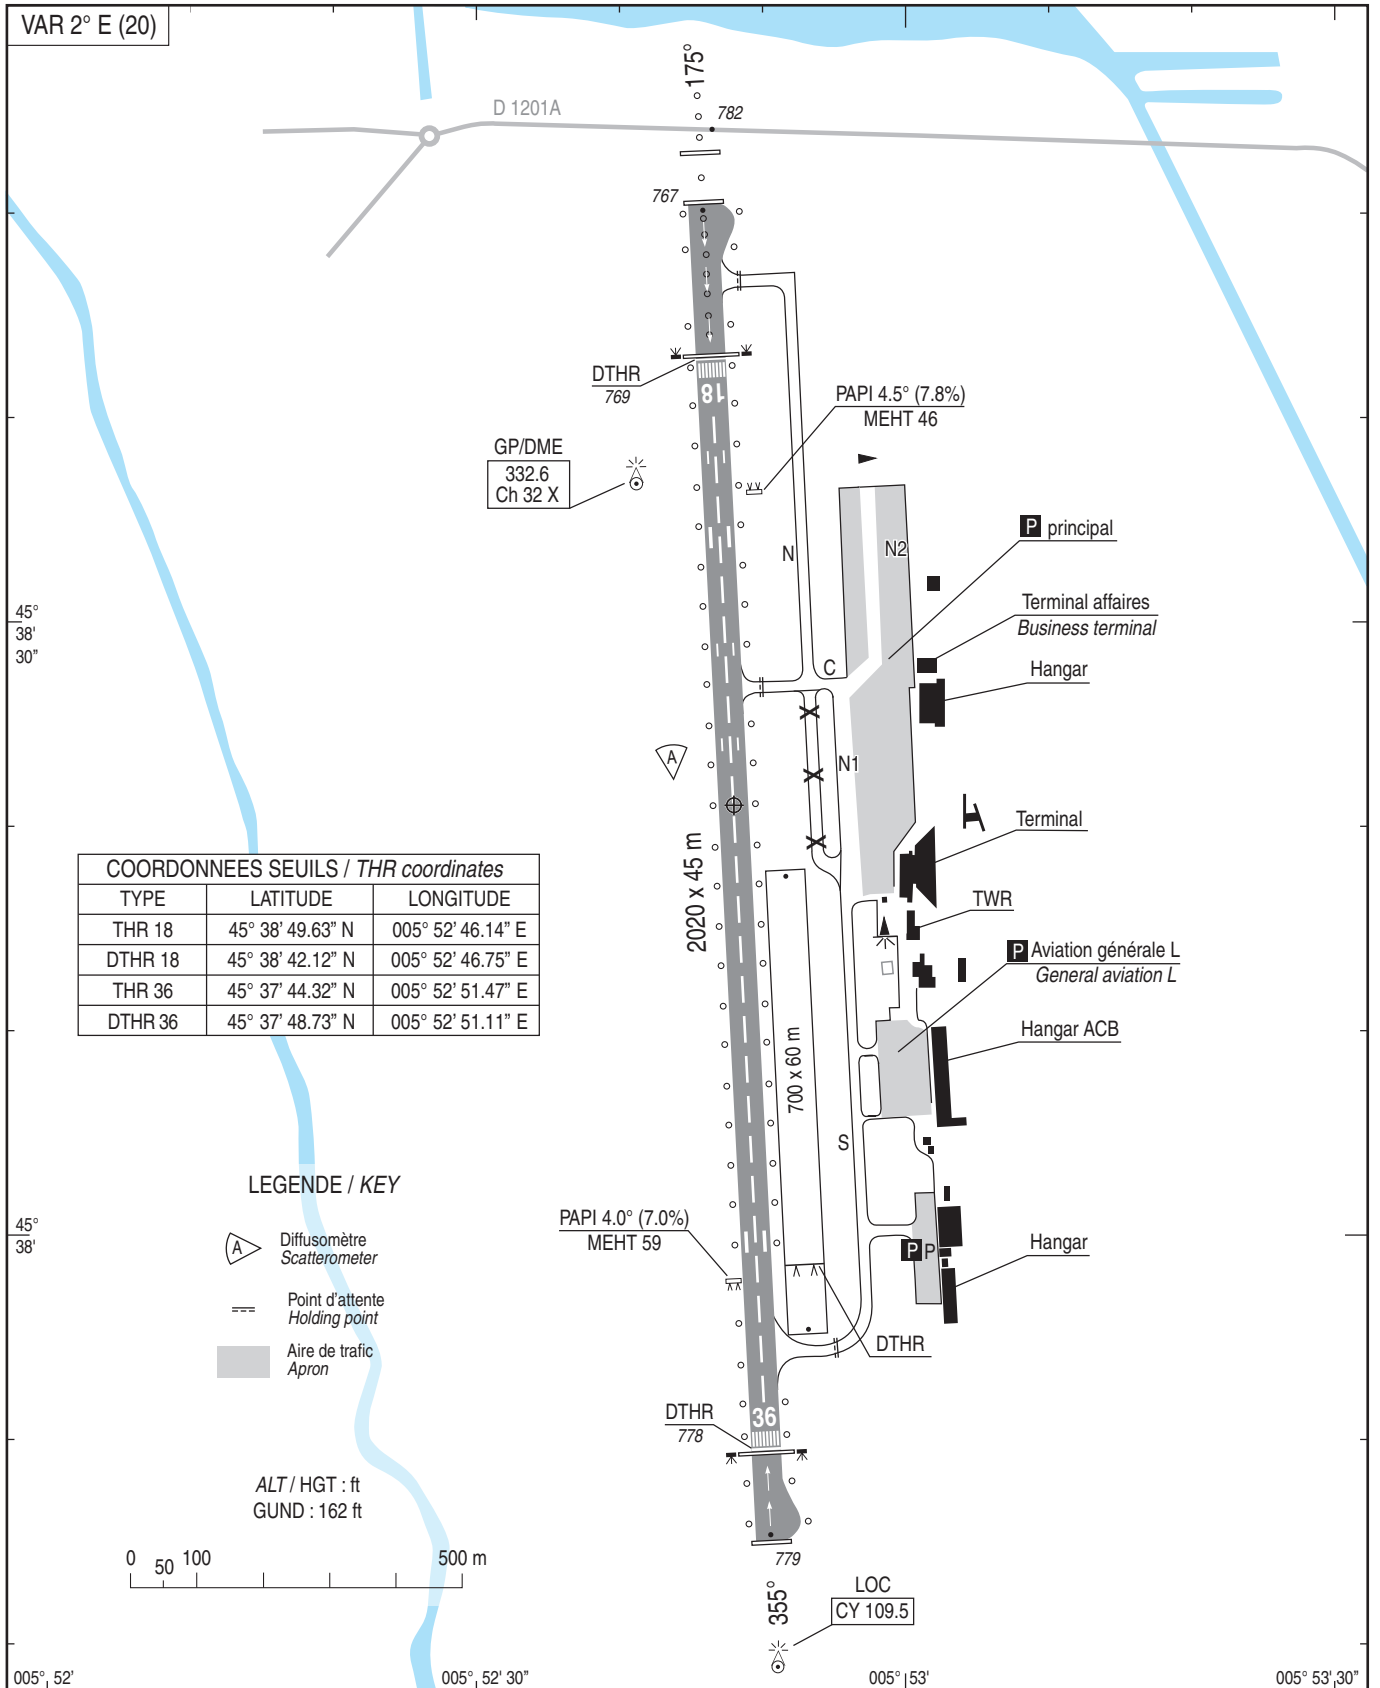 VAR 2° E (20)
175°
D 1201A
782
767
DTHR
769
18
PAPI 4.5° (7.8%)
MEHT 46
GP/DME
332.6
Ch 32 X
P principal
N
N2
45°
38'
30”
Terminal affaires
Business terminal
C
Hangar
A
N1
Terminal
2020 x 45 m
COORDONNEES SEUILS / THR coordinates
TYPE LATITUDE LONGITUDE
THR 18 45° 38’ 49.63” N 005° 52’ 46.14” E
DTHR 18 45° 38’ 42.12” N 005° 52’ 46.75” E
THR 36 45° 37’ 44.32” N 005° 52’ 51.47” E
DTHR 36 45° 37’ 48.73” N 005° 52’ 51.11” E
TWR
P Aviation générale L
General aviation L
Hangar ACB
700 x 60 m
S
LEGENDE / KEY
A Diffusomètre
Scatterometer
Point d’attente
Holding point
Aire de trafic
Apron
45°
38'
PAPI 4.0° (7.0%)
MEHT 59
P P
Hangar
DTHR
DTHR
778
36
ALT / HGT : ft
GUND : 162 ft
0 50 100 500 m
779
355°
LOC
CY 109.5
005° 52’
005° 52’ 30”
005° 53’
005° 53’ 30”